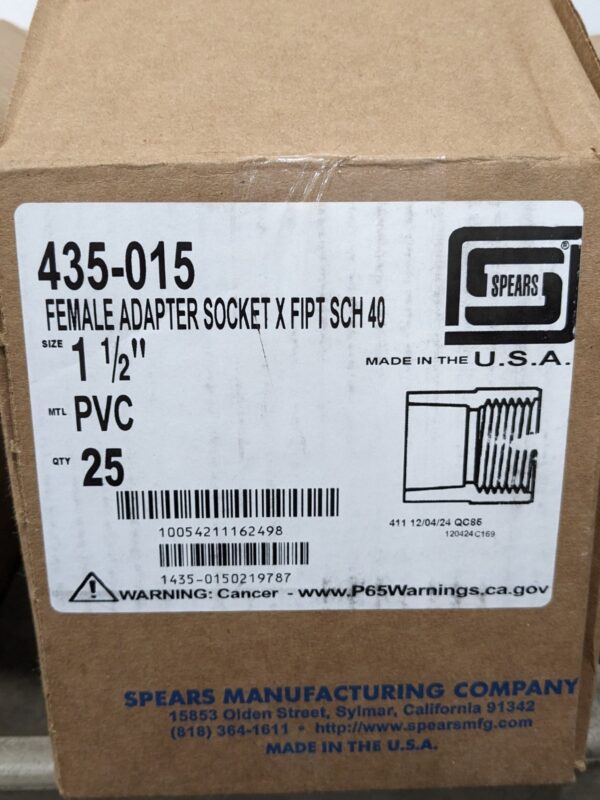 435-015
FEMALE ADAPTER SOCKET X FIPT SCH 40
SIZE 1 1/2"
MTL PVC
QTY 25
SPEARS ®
MADE IN THE U.S.A.
411 12/04/24 QC85
120424C169
10054211162498
1435-0150219787
WARNING: Cancer - www.P65Warnings.ca.gov
SPEARS MANUFACTURING COMPANY
15853 Olden Street, Sylmar, California 91342
(818) 364-1611 • http://www.spearsmfg.com
MADE IN THE U.S.A.